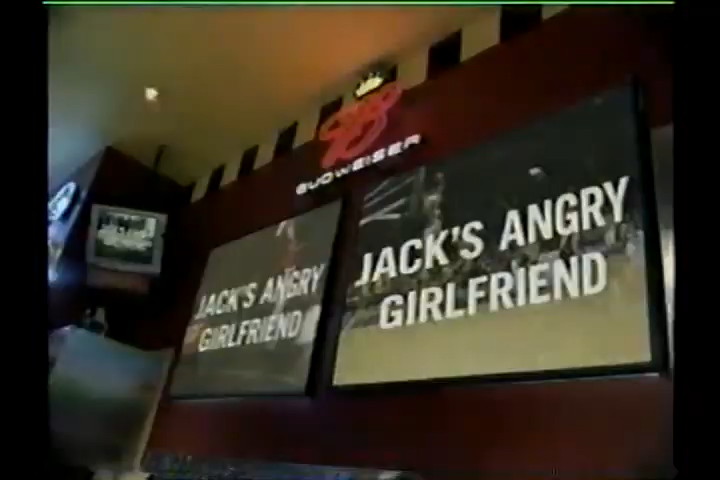 BUDWEISER
JACK'S ANGRY
GIRLFRIEND
JACK'S ANGRY
GIRLFRIEND